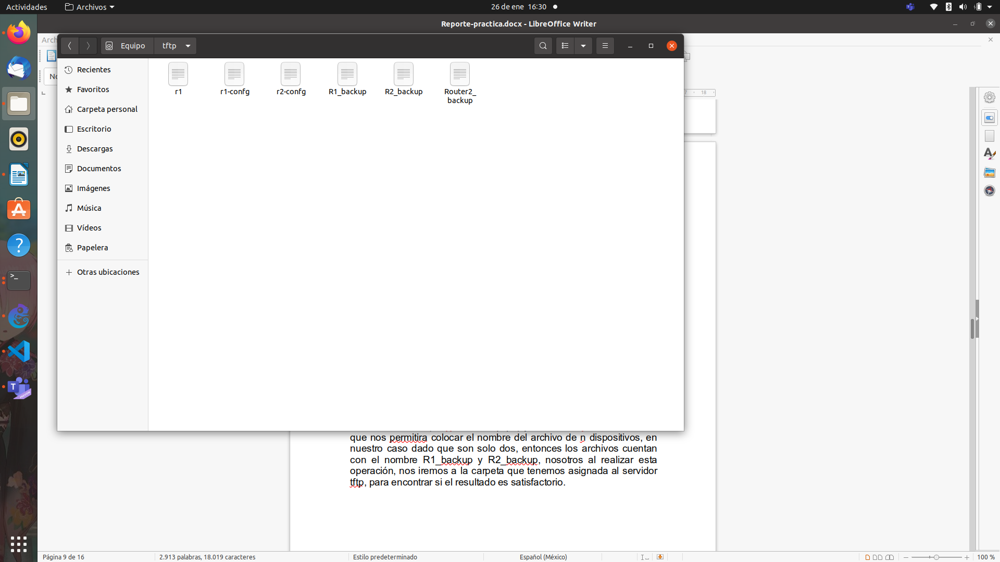 Actividades
Archivos
26 de ene 16:30
Reporte-practica.docx - LibreOffice Writer
Arch
Equipo
tftp
No
Recientes
Favoritos
Carpeta personal
Escritorio
Descargas
Documentos
Imágenes
Música
Vídeos
Papelera
Otras ubicaciones
r1
r1-confg
r2-confg
R1_backup
R2_backup
Router2_
backup
18
que nos permitira colocar el nombre del archivo de n dispositivos, en
nuestro caso dado que son solo dos, entonces los archivos cuentan
con el nombre R1_backup y R2_backup, nosotros al realizar esta
operación, nos iremos a la carpeta que tenemos asignada al servidor
tftp, para encontrar si el resultado es satisfactorio.
Página 9 de 16
2.913 palabras, 18.019 caracteres
Estilo predeterminado
Español (México)
100 %